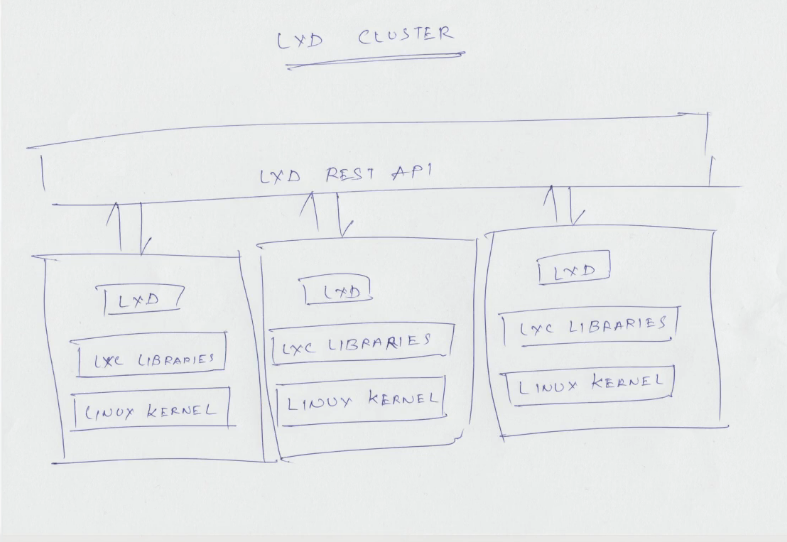 LXD CLUSTER
LXD REST API
LXD
LXC LIBRARIES
LINUX KERNEL
LXD
LXC LIBRARIES
LINUX KERNEL
LXD
LXC LIBRARIES
LINUX KERNEL